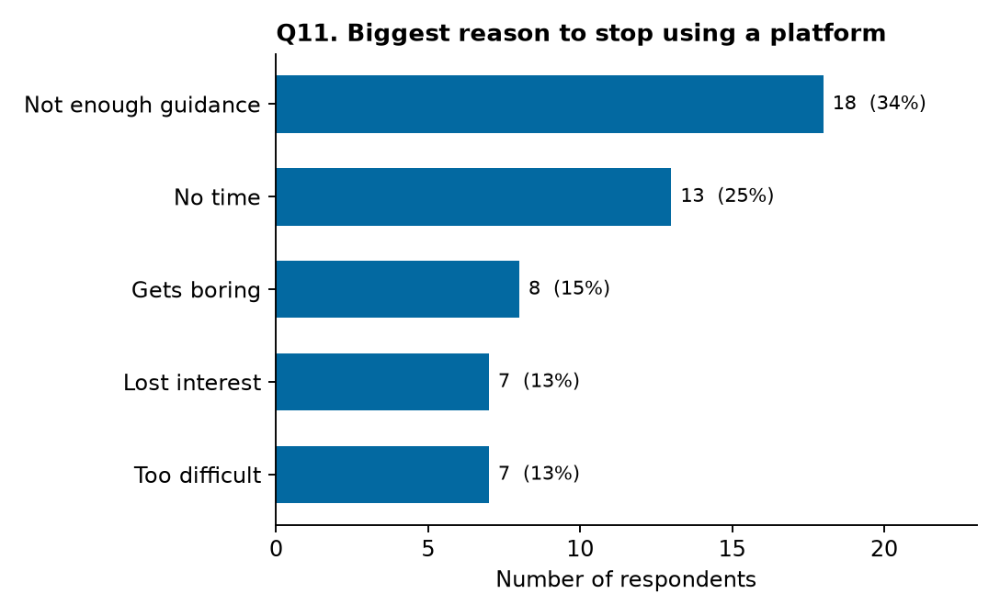 Q11. Biggest reason to stop using a platform
Not enough guidance 18 (34%)
No time 13 (25%)
Gets boring 8 (15%)
Lost interest 7 (13%)
Too difficult 7 (13%)
0 5 10 15 20
Number of respondents